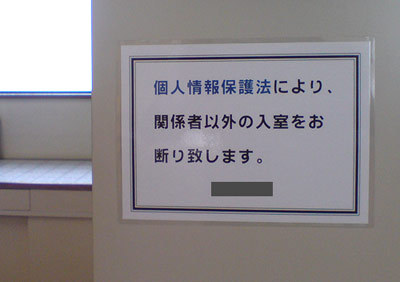 個人情報保護法により、
関係者以外の入室をお
断り致します。